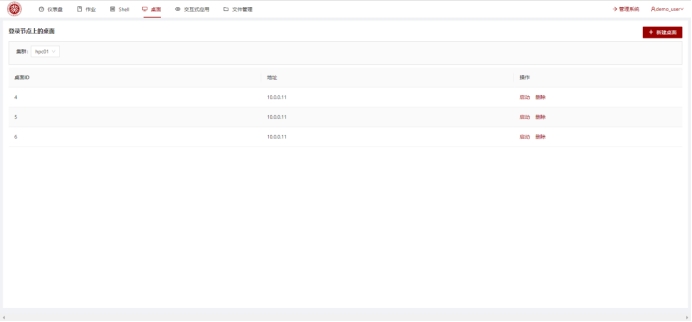 仪表盘 作业 Shell 桌面 交互式应用 文件管理 管理系统 demo_user
登录节点上的桌面
+ 新建桌面
集群: hpc01
桌面ID 地址 操作
4 10.0.0.11 启动 删除
5 10.0.0.11 启动 删除
6 10.0.0.11 启动 删除